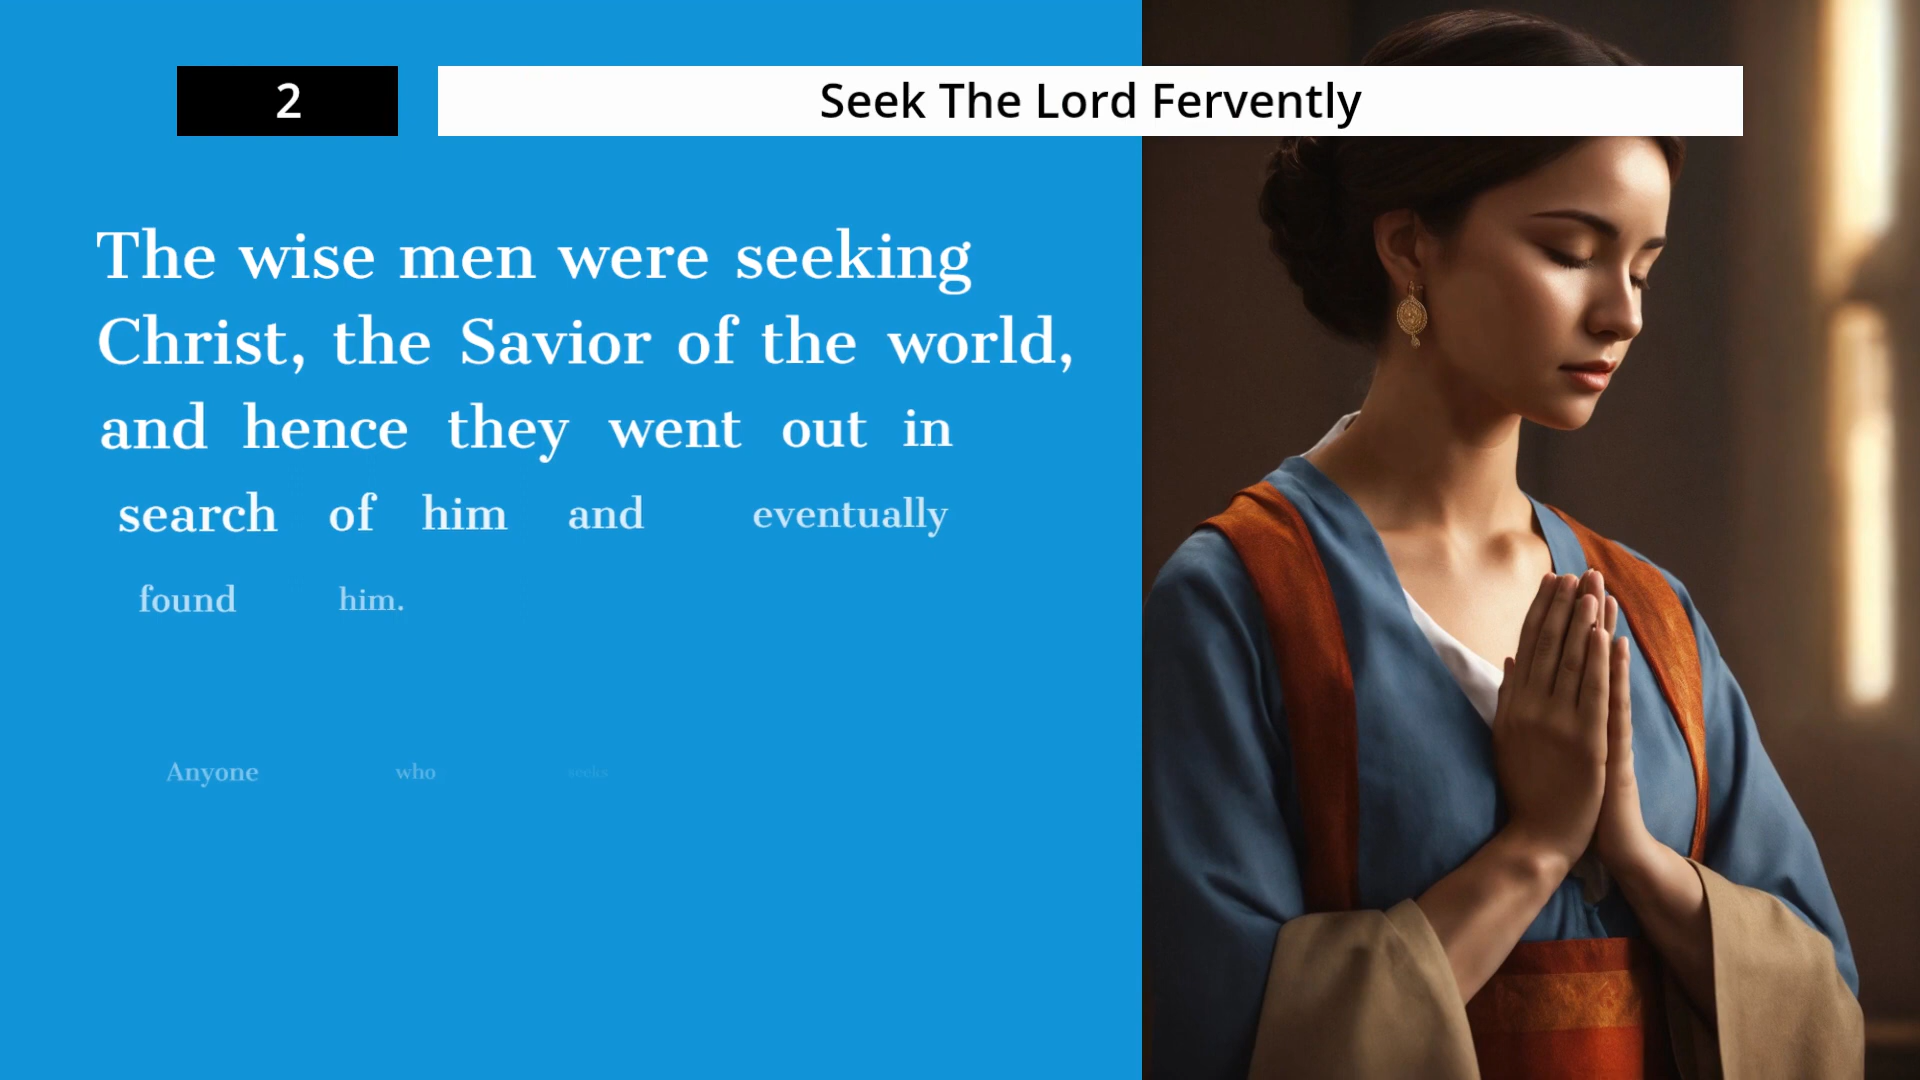 2
Seek The Lord Fervently
The wise men were seeking
Christ, the Savior of the world,
and hence they went out in
search of him and eventually
found him.
Anyone who seeks